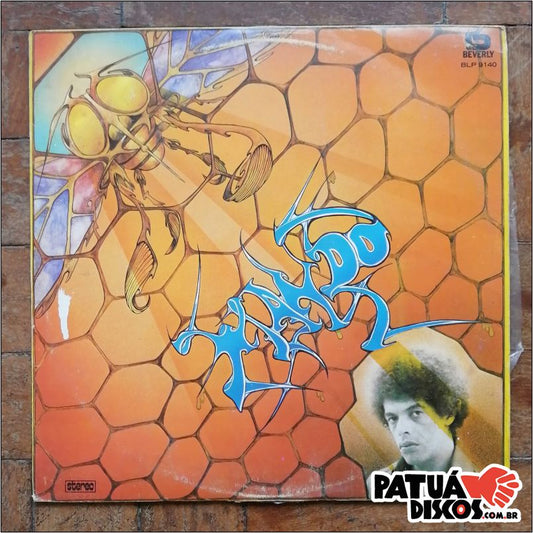 BEVERLY
BLP 9140
stereo
PATUÁ
DISCOS.COM.BR